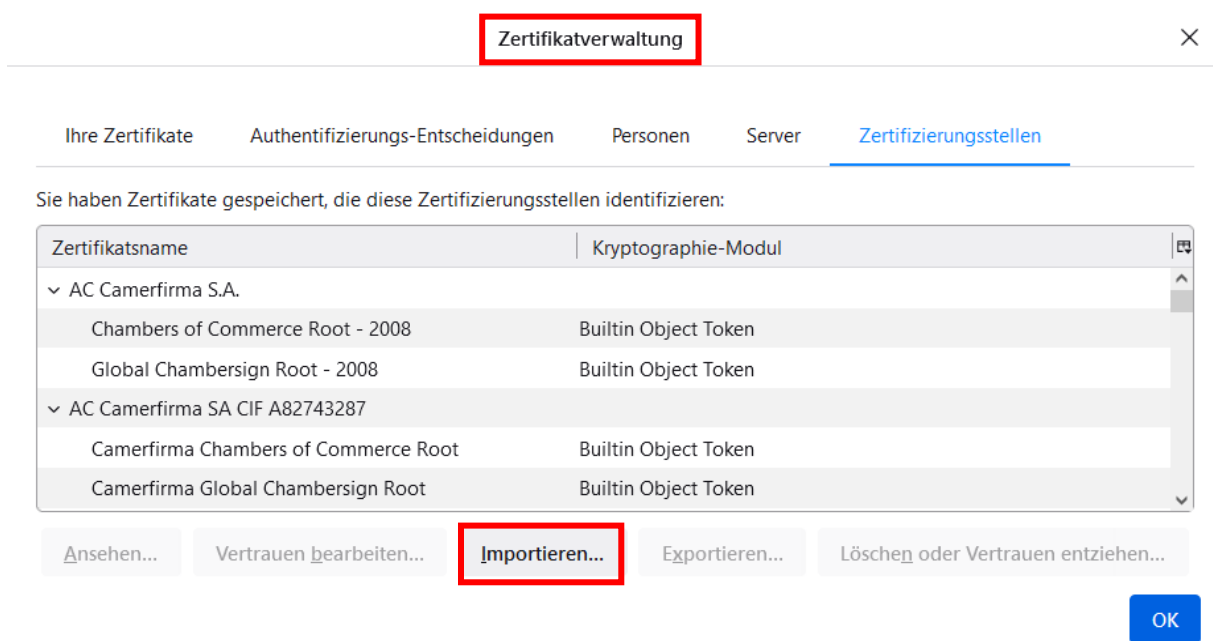 Zertifikatverwaltung
Ihre Zertifikate Authentifizierungs-Entscheidungen Personen Server Zertifizierungsstellen
Sie haben Zertifikate gespeichert, die diese Zertifizierungsstellen identifizieren:
Zertifikatsname Kryptographie-Modul
AC Camerfirma S.A.
Chambers of Commerce Root - 2008 Builtin Object Token
Global Chambersign Root - 2008 Builtin Object Token
AC Camerfirma SA CIF A82743287
Camerfirma Chambers of Commerce Root Builtin Object Token
Camerfirma Global Chambersign Root Builtin Object Token
Ansehen... Vertrauen bearbeiten... Importieren... Exportieren... Löschen oder Vertrauen entziehen...
OK